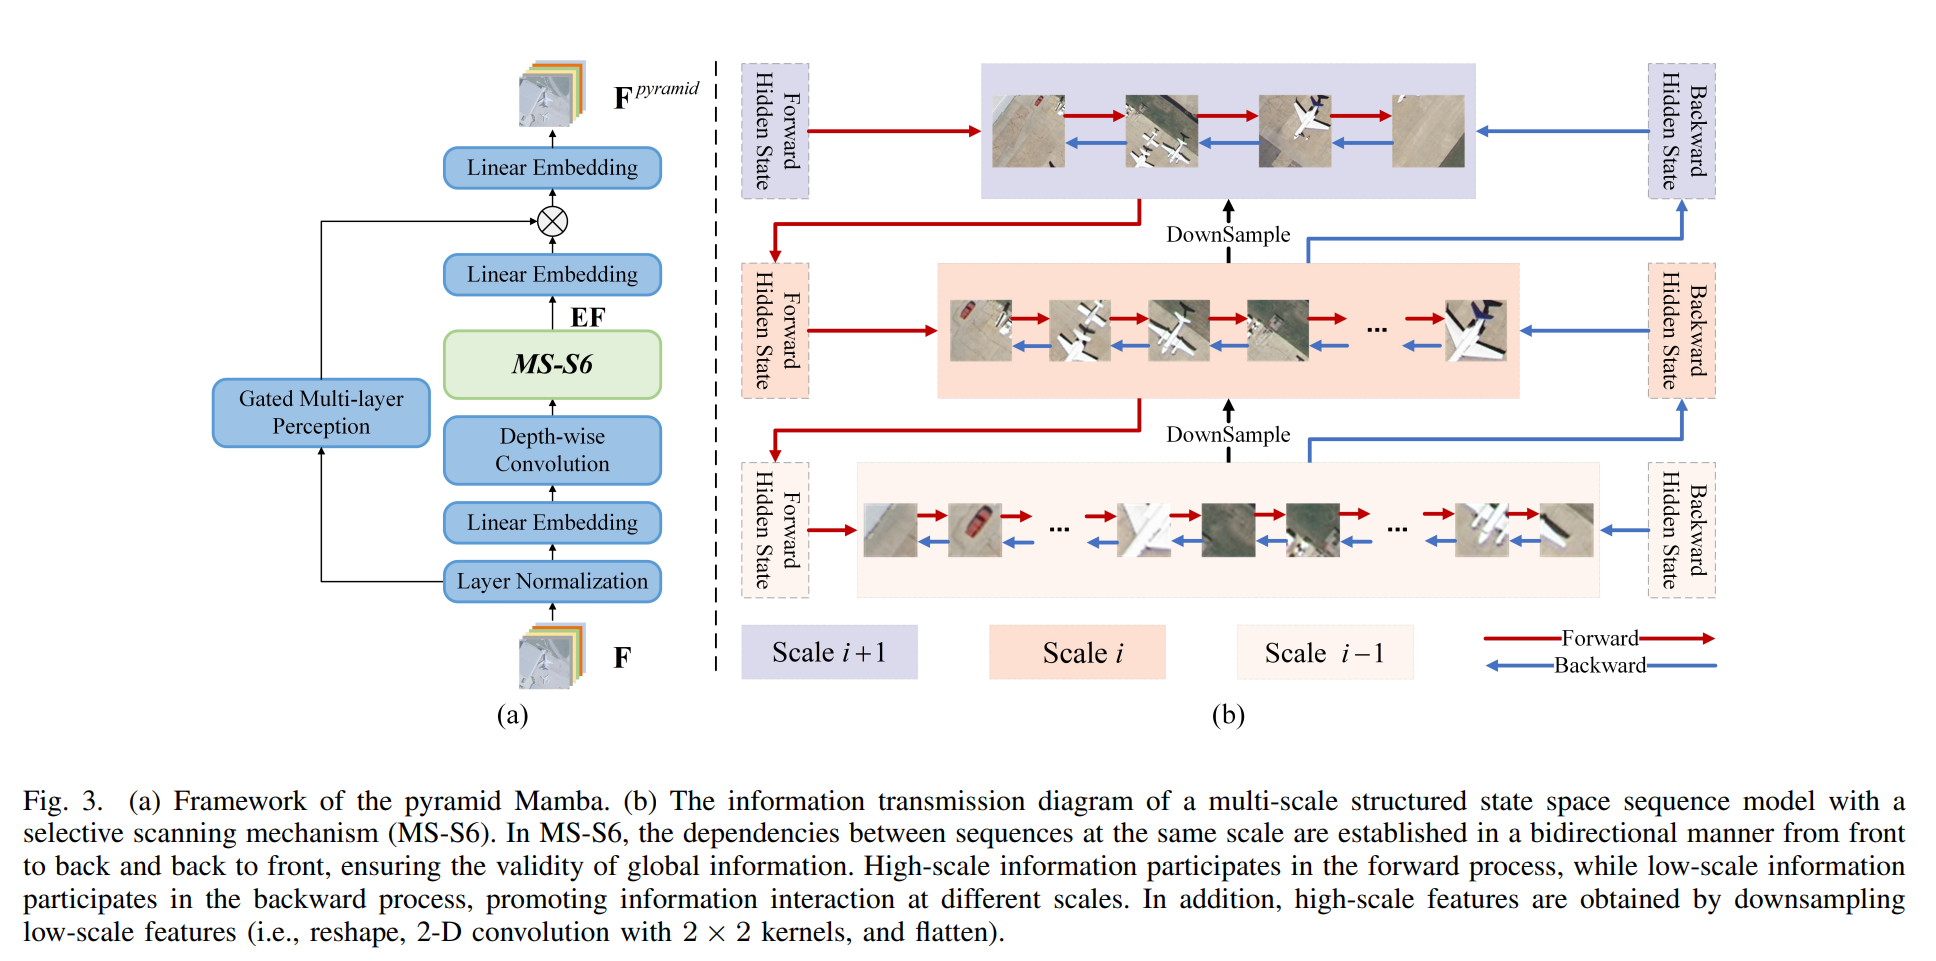 F^pyramid
Linear Embedding
Linear Embedding
EF
MS-S6
Gated Multi-layer
Perception
Depth-wise
Convolution
Linear Embedding
Layer Normalization
F
(a)
Forward
Hidden State
Backward
Hidden State
DownSample
Forward
Hidden State
...
Backward
Hidden State
DownSample
Forward
Hidden State
...
...
Backward
Hidden State
Scale i+1
Scale i
Scale i−1
Forward
Backward
(b)
Fig. 3. (a) Framework of the pyramid Mamba. (b) The information transmission diagram of a multi-scale structured state space sequence model with a
selective scanning mechanism (MS-S6). In MS-S6, the dependencies between sequences at the same scale are established in a bidirectional manner from front
to back and back to front, ensuring the validity of global information. High-scale information participates in the forward process, while low-scale information
participates in the backward process, promoting information interaction at different scales. In addition, high-scale features are obtained by downsampling
low-scale features (i.e., reshape, 2-D convolution with 2 × 2 kernels, and flatten).